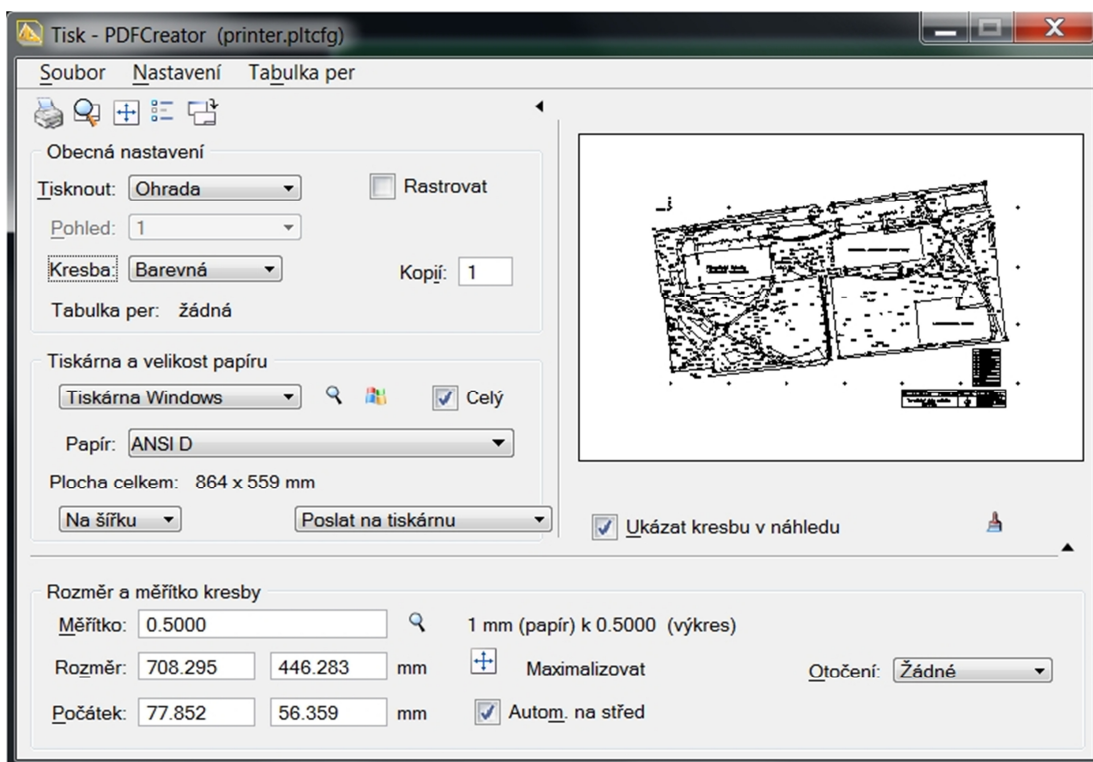 Tisk - PDFCreator (printer.pltcfg)
Soubor Nastavení Tabulka per
Obecná nastavení
Tisknout: Ohrada Rastrovat
Pohled: 1
Kresba: Barevná Kopií: 1
Tabulka per: žádná
Tiskárna a velikost papíru
Tiskárna Windows Celý
Papír: ANSI D
Plocha celkem: 864 x 559 mm
Na šířku Poslat na tiskárnu
Ukázat kresbu v náhledu
Rozměr a měřítko kresby
Měřítko: 0.5000 1 mm (papír) k 0.5000 (výkres)
Rozměr: 708.295 446.283 mm Maximalizovat Otočení: Žádné
Počátek: 77.852 56.359 mm Autom. na střed